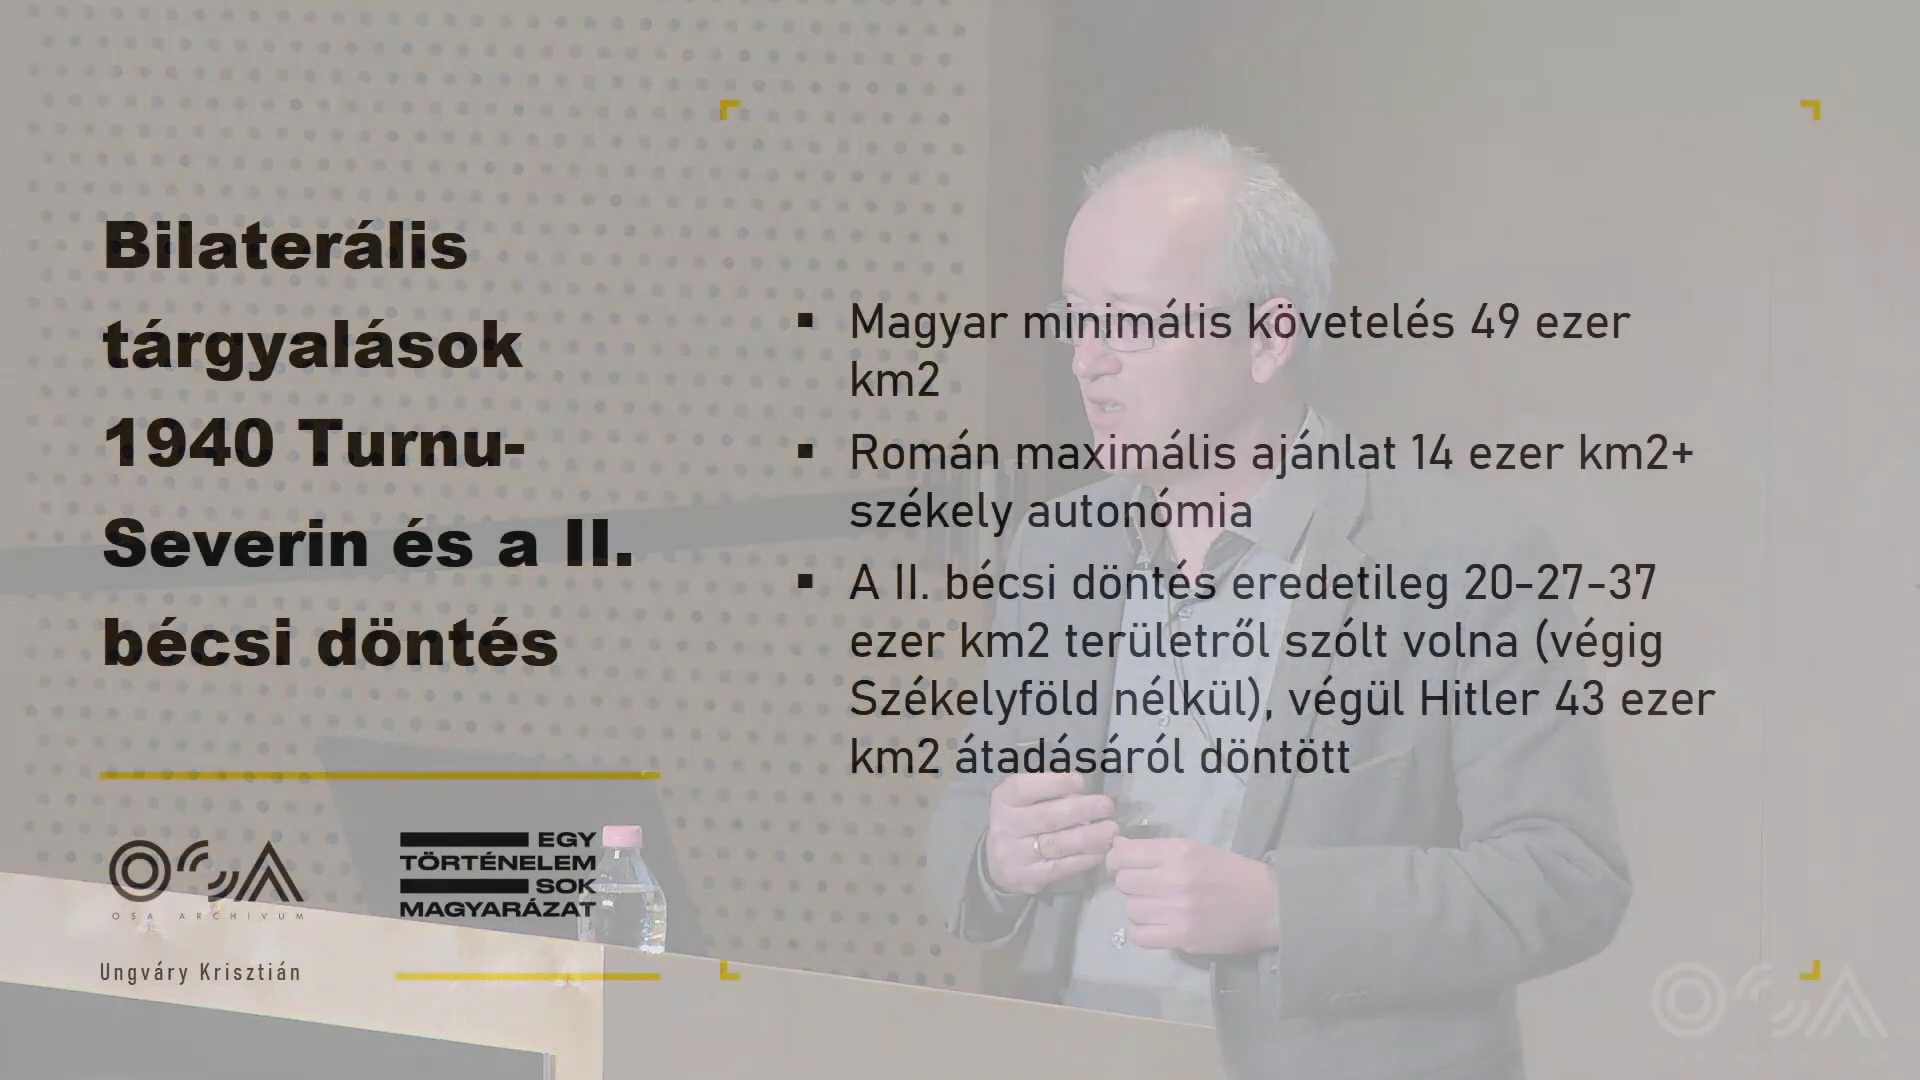 Bilaterális
tárgyalások
1940 Turnu-
Severin és a II.
bécsi döntés
▪ Magyar minimális követelés 49 ezer
km2
▪ Román maximális ajánlat 14 ezer km2+
székely autonómia
▪ A II. bécsi döntés eredetileg 20-27-37
ezer km2 területről szólt volna (végig
Székelyföld nélkül), végül Hitler 43 ezer
km2 átadásáról döntött
OSA ARCHIVUM
EGY
TÖRTÉNELEM
SOK
MAGYARÁZAT
Ungváry Krisztián
OSA